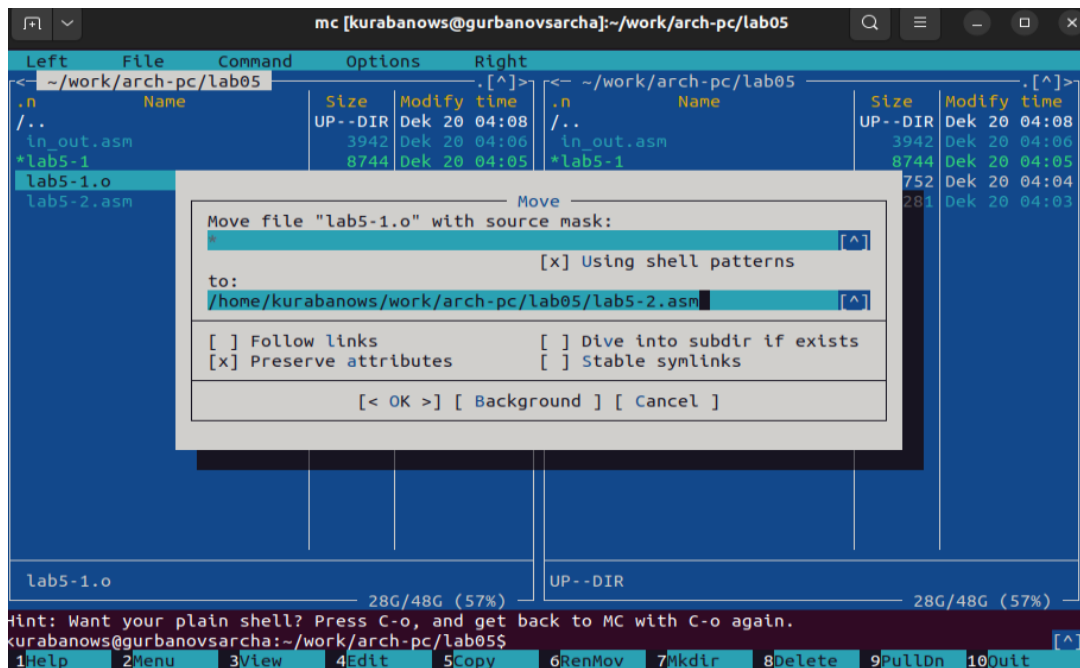 mc [kurabanows@gurbanovsarcha]:~/work/arch-pc/lab05
Left File Command Options Right
<─ ~/work/arch-pc/lab05 .[^]> <─ ~/work/arch-pc/lab05 .[^]>
.n Name Size Modify time .n Name Size Modify time
/.. UP--DIR Dek 20 04:08 /.. UP--DIR Dek 20 04:08
in_out.asm 3942 Dek 20 04:06 in_out.asm 3942 Dek 20 04:06
*lab5-1 8744 Dek 20 04:05 *lab5-1 8744 Dek 20 04:05
lab5-1.o 752 Dek 20 04:04
lab5-2.asm 281 Dek 20 04:03
Move
Move file "lab5-1.o" with source mask:
* [^]
[x] Using shell patterns
to:
/home/kurabanows/work/arch-pc/lab05/lab5-2.asm [^]
[ ] Follow links [ ] Dive into subdir if exists
[x] Preserve attributes [ ] Stable symlinks
[< OK >] [ Background ] [ Cancel ]
lab5-1.o UP--DIR
28G/48G (57%) 28G/48G (57%)
Hint: Want your plain shell? Press C-o, and get back to MC with C-o again.
kurabanows@gurbanovsarcha:~/work/arch-pc/lab05$ [^]
1Help 2Menu 3View 4Edit 5Copy 6RenMov 7Mkdir 8Delete 9PullDn 10Quit